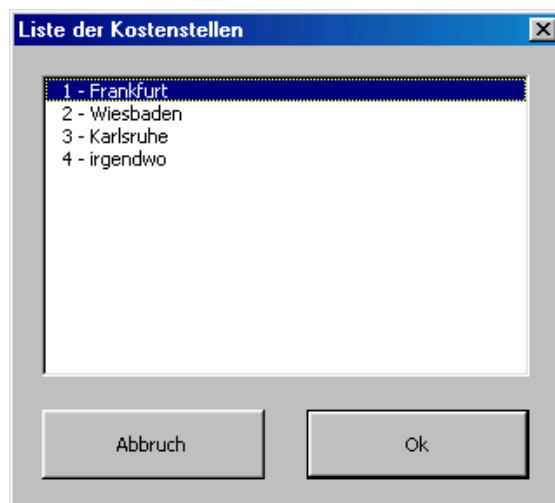 Liste der Kostenstellen
1 - Frankfurt
2 - Wiesbaden
3 - Karlsruhe
4 - irgendwo
Abbruch
Ok